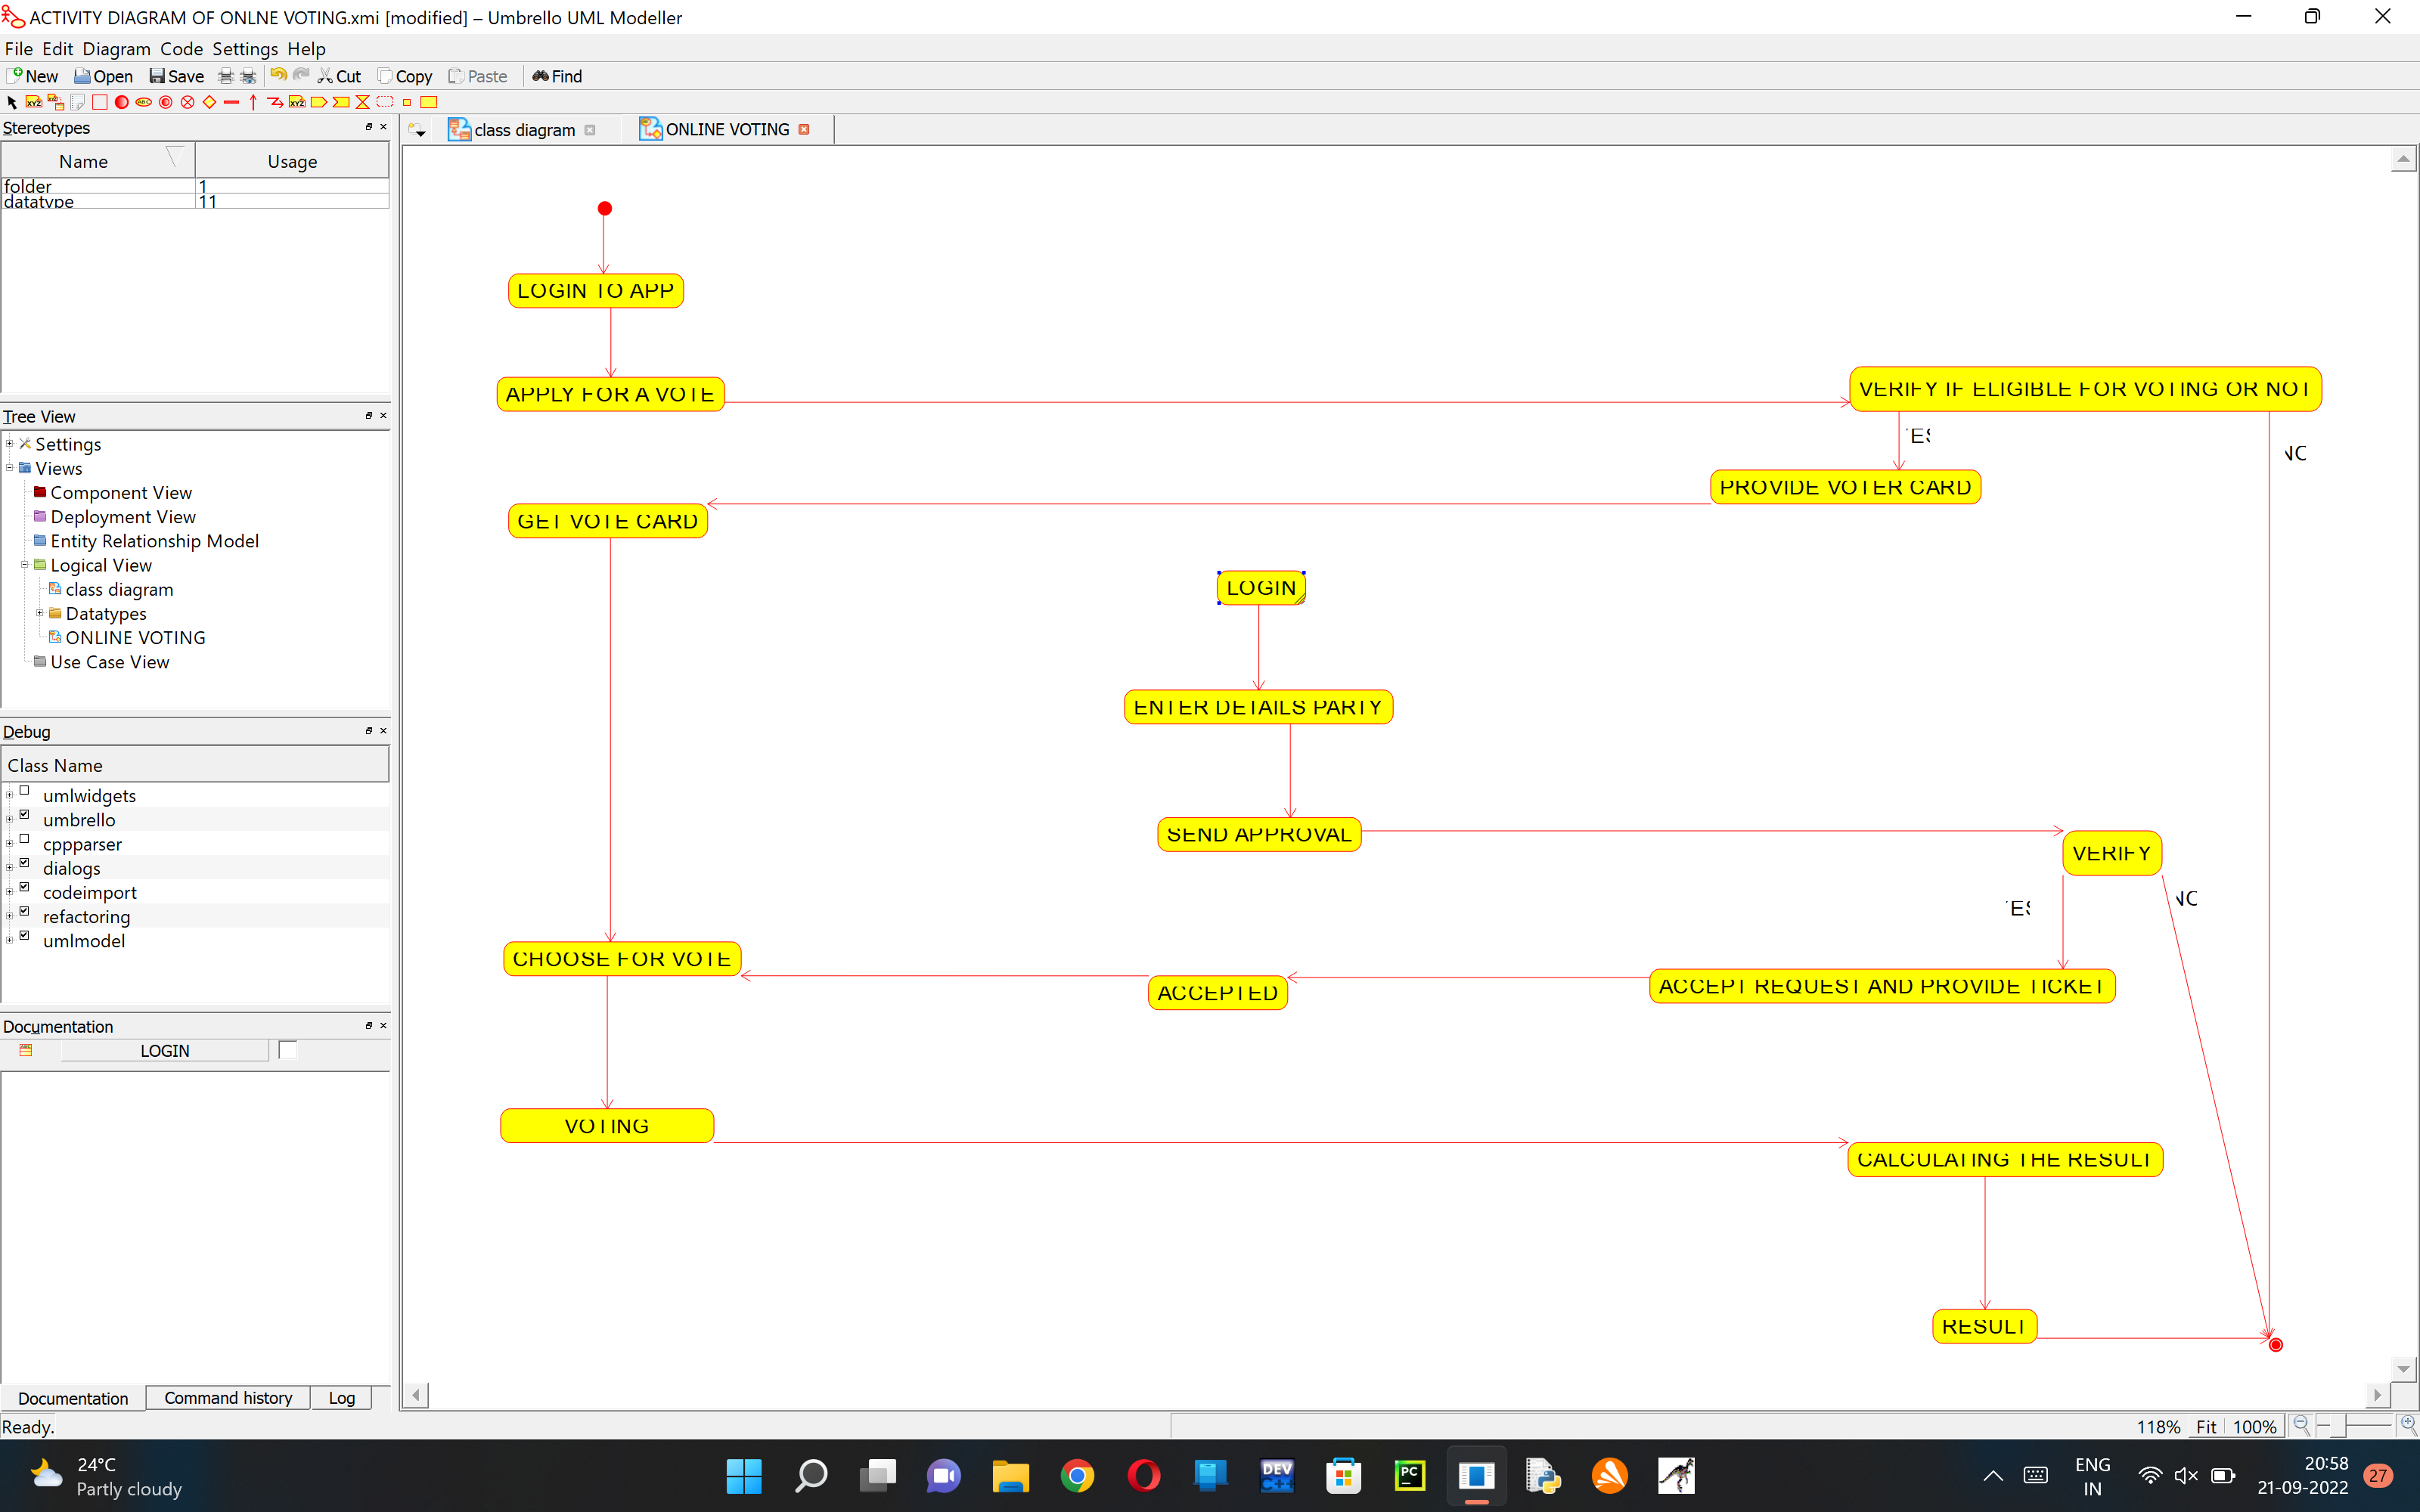 ACTIVITY DIAGRAM OF ONLNE VOTING.xmi [modified] – Umbrello UML Modeller
File Edit Diagram Code Settings Help
New Open Save Cut Copy Paste Find
Stereotypes
Name Usage
folder 1
datatype 11
Tree View
Settings
Views
Component View
Deployment View
Entity Relationship Model
Logical View
class diagram
Datatypes
ONLINE VOTING
Use Case View
Debug
Class Name
umlwidgets
umbrello
cppparser
dialogs
codeimport
refactoring
umlmodel
Documentation
LOGIN
Documentation Command history Log
Ready.
class diagram ONLINE VOTING
LOGIN TO APP
APPLY FOR A VOTE
VERIFY IF ELIGIBLE FOR VOTING OR NOT
YES
NO
PROVIDE VOTER CARD
GET VOTE CARD
LOGIN
ENTER DETAILS PARTY
SEND APPROVAL
VERIFY
YES
NO
CHOOSE FOR VOTE
ACCEPTED
ACCEPT REQUEST AND PROVIDE TICKET
VOTING
CALCULATING THE RESULT
RESULT
118% Fit 100%
24°C
Partly cloudy
DEV
C++
PC
ENG
IN
20:58
21-09-2022
27